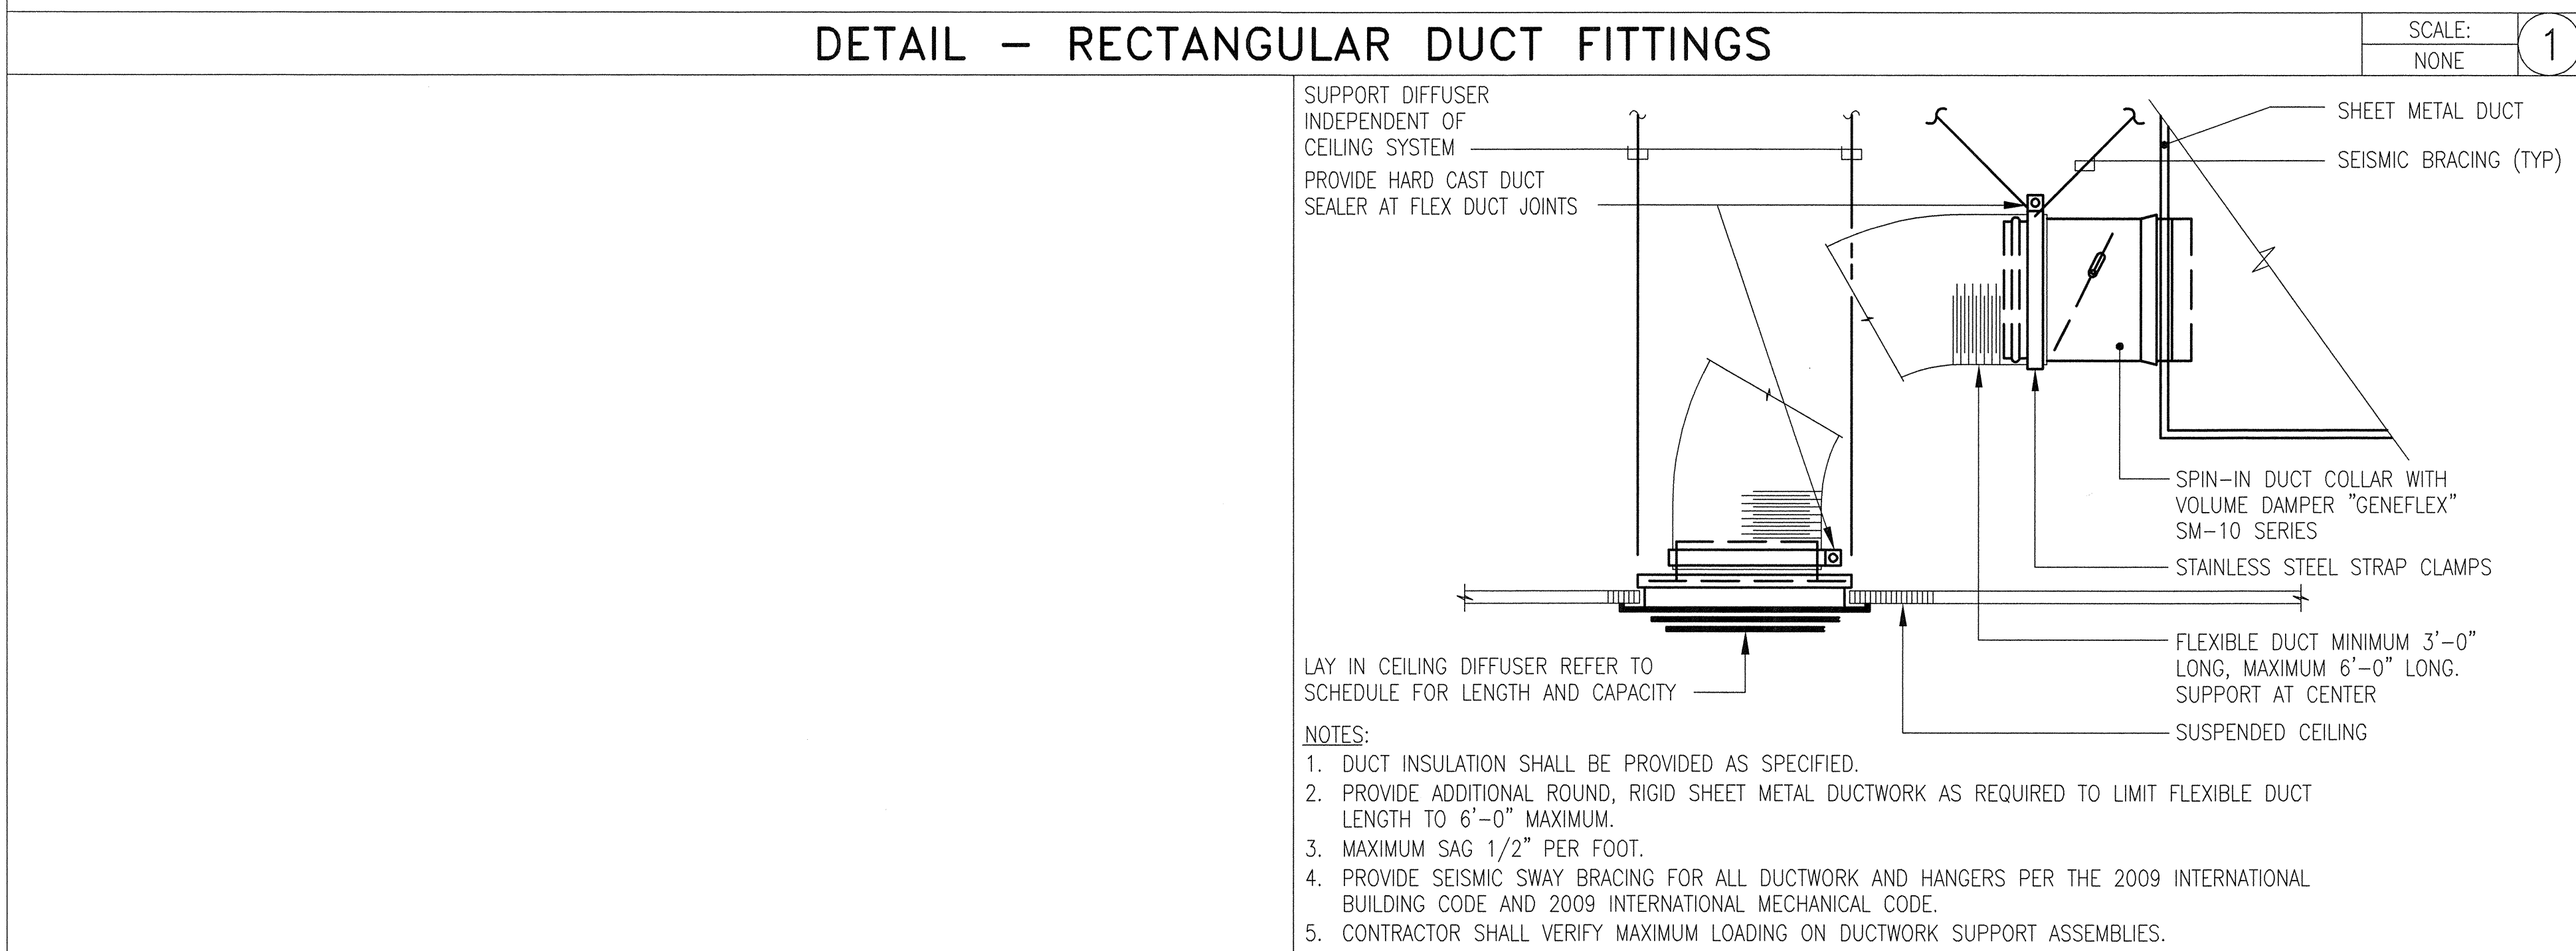 DETAIL – RECTANGULAR DUCT FITTINGS
SCALE:
NONE
1
SUPPORT DIFFUSER
INDEPENDENT OF
CEILING SYSTEM
PROVIDE HARD CAST DUCT
SEALER AT FLEX DUCT JOINTS
SHEET METAL DUCT
SEISMIC BRACING (TYP)
SPIN–IN DUCT COLLAR WITH
VOLUME DAMPER "GENEFLEX"
SM–10 SERIES
STAINLESS STEEL STRAP CLAMPS
FLEXIBLE DUCT MINIMUM 3'–0"
LONG, MAXIMUM 6'–0" LONG.
SUPPORT AT CENTER
SUSPENDED CEILING
LAY IN CEILING DIFFUSER REFER TO
SCHEDULE FOR LENGTH AND CAPACITY
NOTES:
1. DUCT INSULATION SHALL BE PROVIDED AS SPECIFIED.
2. PROVIDE ADDITIONAL ROUND, RIGID SHEET METAL DUCTWORK AS REQUIRED TO LIMIT FLEXIBLE DUCT
LENGTH TO 6'–0" MAXIMUM.
3. MAXIMUM SAG 1/2" PER FOOT.
4. PROVIDE SEISMIC SWAY BRACING FOR ALL DUCTWORK AND HANGERS PER THE 2009 INTERNATIONAL
BUILDING CODE AND 2009 INTERNATIONAL MECHANICAL CODE.
5. CONTRACTOR SHALL VERIFY MAXIMUM LOADING ON DUCTWORK SUPPORT ASSEMBLIES.